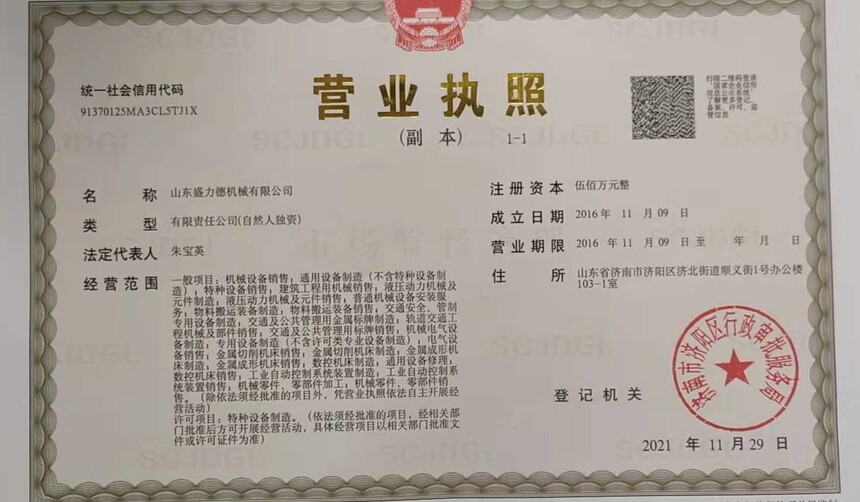 统一社会信用代码
91370125MA3CL5TJ1X
营业执照
(副 本) 1-1
扫描二维码登录
"国家企业信用
信息公示系统"
了解更多登记、
备案、许可、监
管信息
名 称 山东盛力德机械有限公司
类 型 有限责任公司(自然人独资)
法定代表人 朱宝英
经营范围 一般项目：机械设备销售；通用设备制造（不含特种设备制
造）；特种设备销售；建筑工程用机械销售；液压动力机械及
元件制造；液压动力机械及元件销售；普通机械设备安装服
务；物料搬运装备制造；物料搬运装备销售；交通安全、管制
专用设备制造；交通及公共管理用金属标牌制造；轨道交通工
程机械及部件销售；交通及公共管理用标牌销售；机械电气设
备制造；专用设备制造（不含许可类专业设备制造）；电气设
备销售；金属切削机床销售；金属切削机床制造；金属成形机
床制造；金属成形机床销售；数控机床制造；通用设备修理；
数控机床销售；工业自动控制系统装置制造；工业自动控制系
统装置销售；机械零件、零部件加工；机械零件、零部件销
售。（除依法须经批准的项目外，凭营业执照依法自主开展经
营活动）
许可项目：特种设备制造。（依法须经批准的项目，经相关部
门批准后方可开展经营活动，具体经营项目以相关部门批准文
件或许可证件为准）
注册资本 伍佰万元整
成立日期 2016 年 11 月 09 日
营业期限 2016 年 11 月 09 日至 年 月 日
住 所 山东省济南市济阳区济北街道顺义街1号办公楼
103-1室
登记机关
济南市济阳区行政审批服务局
2021 年 11 月 29 日
SCJDGL
市场监督管理